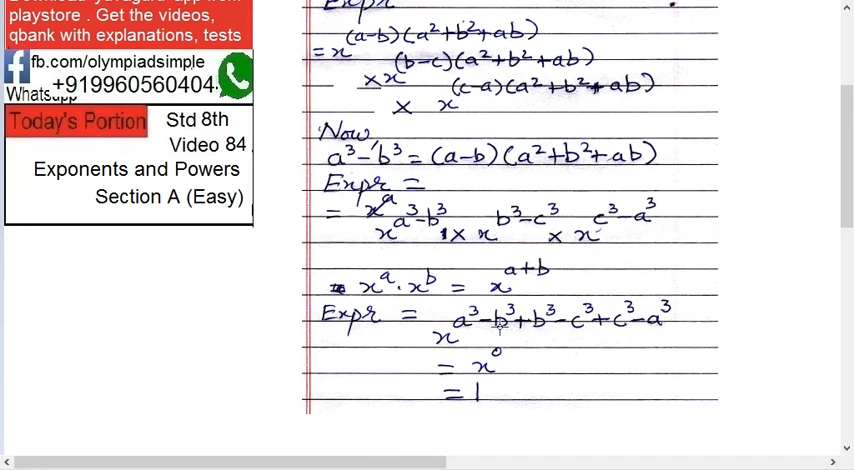 playstore . Get the videos,
qbank with explanations, tests
fb.com/olympiadsimple
+919960560404
Whatsupp
Today's Portion
Std 8th
Video 84
Exponents and Powers
Section A (Easy)
Expr
= x^(a-b)(a²+b²+ab)
× x^(b-c)(a²+b²+ab)
× x^(c-a)(a²+b²+ab)
Now,
a³-b³ = (a-b)(a²+b²+ab)
Expr =
= x^a³-b³ × x^b³-c³ × x^c³-a³
x^a · x^b = x^a+b
Expr = x^a³-b³+b³-c³+c³-a³
= x⁰
= 1